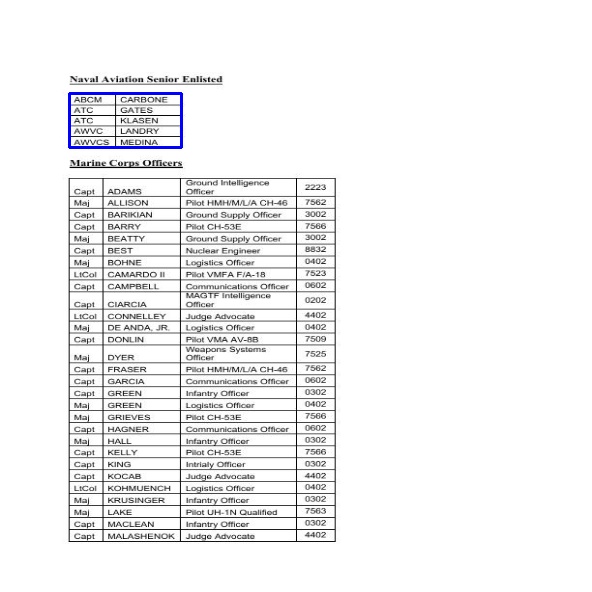 Naval Aviation Senior Enlisted
ABCM CARBONE
ATC GATES
ATC KLASEN
AWVC LANDRY
AWVCS MEDINA
Marine Corps Officers
Capt ADAMS Ground Intelligence Officer 2223
Maj ALLISON Pilot HMH/M/L/A CH-46 7562
Capt BARIKIAN Ground Supply Officer 3002
Capt BARRY Pilot CH-53E 7566
Maj BEATTY Ground Supply Officer 3002
Capt BEST Nuclear Engineer 8832
Maj BOHNE Logistics Officer 0402
LtCol CAMARDO II Pilot VMFA F/A-18 7523
Capt CAMPBELL Communications Officer 0602
Capt CIARCIA MAGTF Intelligence Officer 0202
LtCol CONNELLEY Judge Advocate 4402
Maj DE ANDA, JR. Logistics Officer 0402
Capt DONLIN Pilot VMA AV-8B 7509
Maj DYER Weapons Systems Officer 7525
Capt FRASER Pilot HMH/M/L/A CH-46 7562
Capt GARCIA Communications Officer 0602
Capt GREEN Infantry Officer 0302
Maj GREEN Logistics Officer 0402
Maj GRIEVES Pilot CH-53E 7566
Capt HAGNER Communications Officer 0602
Maj HALL Infantry Officer 0302
Capt KELLY Pilot CH-53E 7566
Capt KING Intrialy Officer 0302
Capt KOCAB Judge Advocate 4402
LtCol KOHMUENCH Logistics Officer 0402
Maj KRUSINGER Infantry Officer 0302
Maj LAKE Pilot UH-1N Qualified 7563
Capt MACLEAN Infantry Officer 0302
Capt MALASHENOK Judge Advocate 4402